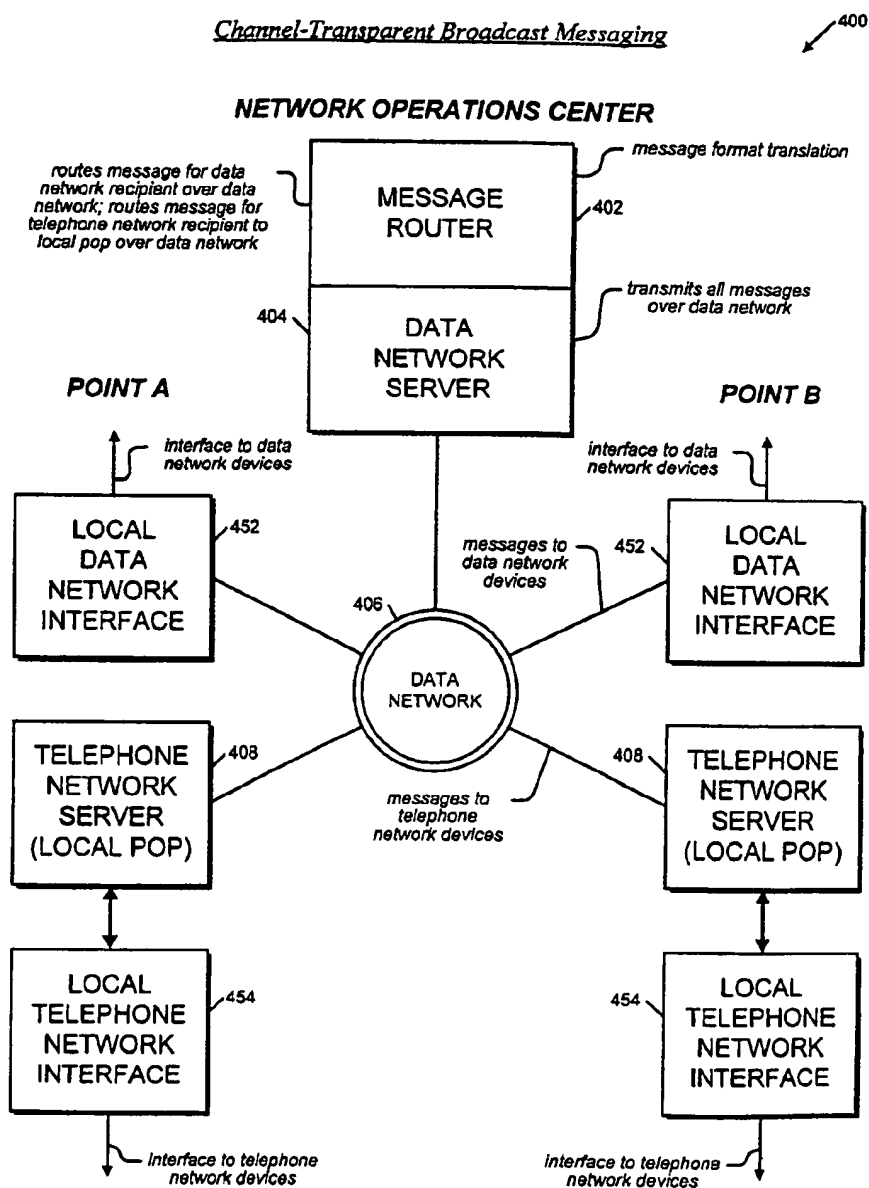 Channel-Transparent Broadcast Messaging
400
NETWORK OPERATIONS CENTER
routes message for data
network recipient over data
network; routes message for
telephone network recipient to
local pop over data network
MESSAGE
ROUTER
message format translation
402
404
DATA
NETWORK
SERVER
transmits all messages
over data network
POINT A
POINT B
interface to data
network devices
interface to data
network devices
LOCAL
DATA
NETWORK
INTERFACE
452
messages to
data network
devices
452
LOCAL
DATA
NETWORK
INTERFACE
406
DATA
NETWORK
TELEPHONE
NETWORK
SERVER
(LOCAL POP)
408
messages to
telephone
network devices
408
TELEPHONE
NETWORK
SERVER
(LOCAL POP)
LOCAL
TELEPHONE
NETWORK
INTERFACE
454
454
LOCAL
TELEPHONE
NETWORK
INTERFACE
interface to telephone
network devices
interface to telephone
network devices